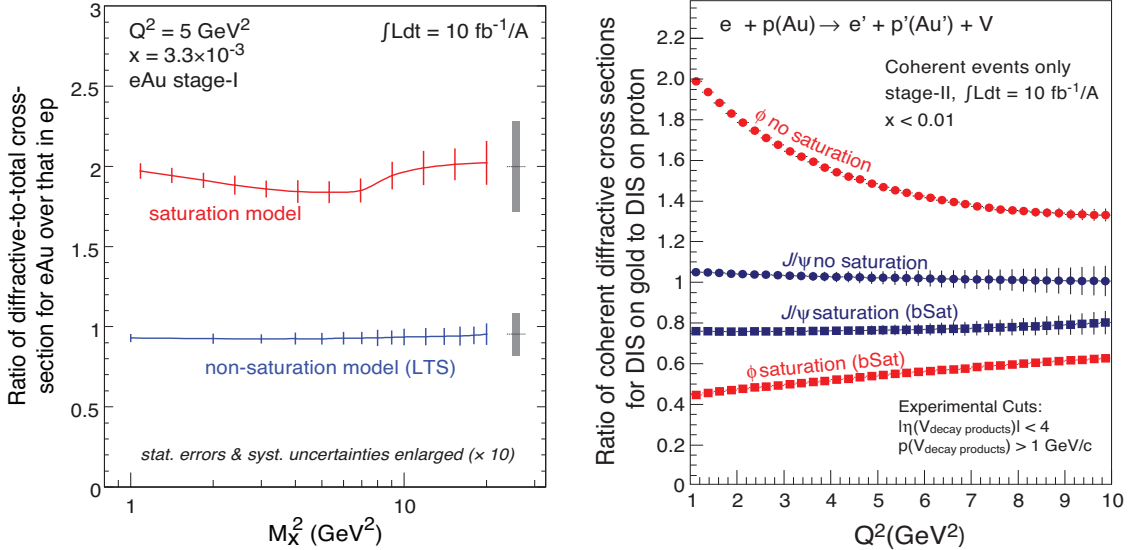 Ratio of diffractive-to-total cross-
section for eAu over that in ep
3
2.5
2
1.5
1
0.5
0
Q² = 5 GeV²
x = 3.3×10⁻³
eAu stage-I
∫Ldt = 10 fb⁻¹/A
saturation model
non-saturation model (LTS)
stat. errors & syst. uncertainties enlarged (× 10)
1
10
Mₓ² (GeV²)
Ratio of coherent diffractive cross sections
for DIS on gold to DIS on proton
2.2
2.0
1.8
1.6
1.4
1.2
1
0.8
0.6
0.4
0.2
0
e + p(Au) → e’ + p’(Au’) + V
Coherent events only
stage-II, ∫Ldt = 10 fb⁻¹/A
x < 0.01
ϕ no saturation
J/ψ no saturation
J/ψ saturation (bSat)
ϕ saturation (bSat)
Experimental Cuts:
|η(V_decay products)| < 4
p(V_decay products) > 1 GeV/c
1 2 3 4 5 6 7 8 9 10
Q²(GeV²)